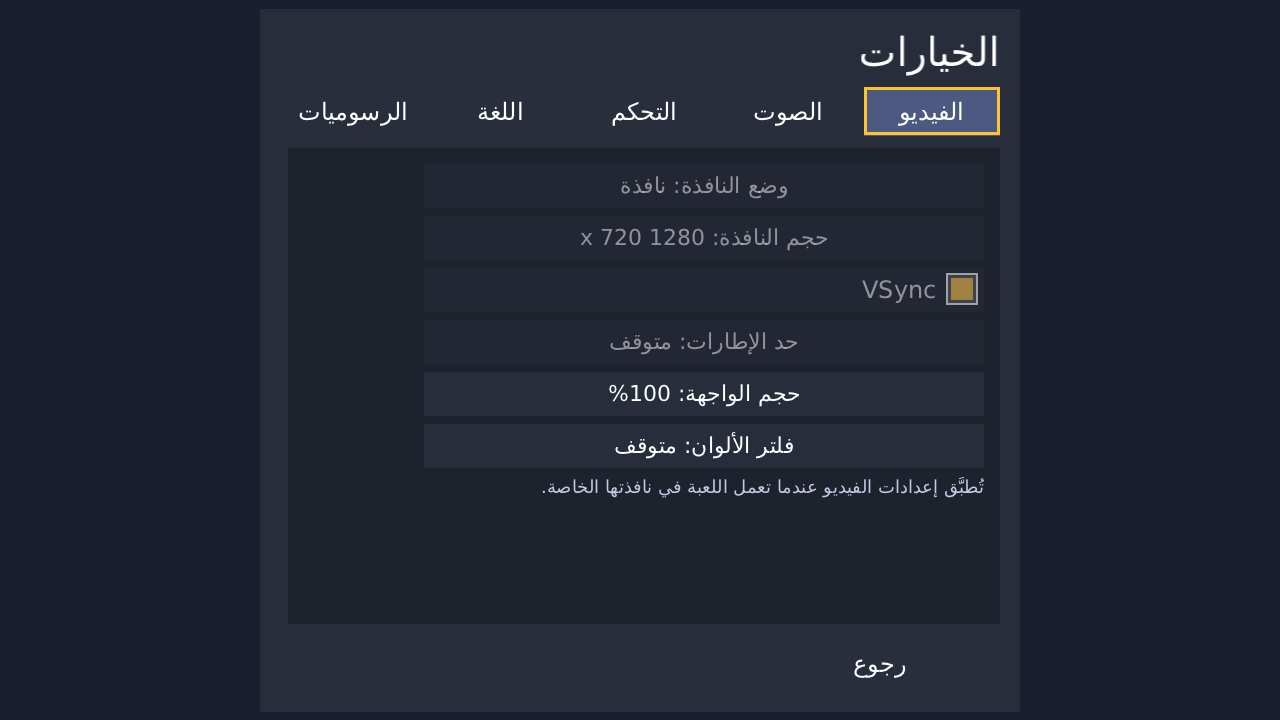 الخيارات
الفيديو
الصوت
التحكم
اللغة
الرسوميات
وضع النافذة: نافذة
حجم النافذة: 1280 x 720
VSync
حد الإطارات: متوقف
حجم الواجهة: 100%
فلتر الألوان: متوقف
تُطبَّق إعدادات الفيديو عندما تعمل اللعبة في نافذتها الخاصة.
رجوع